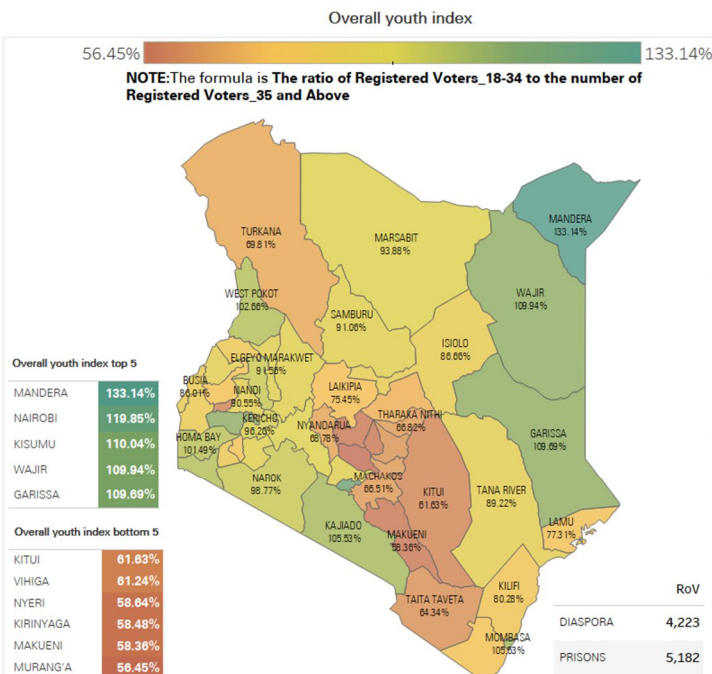 Overall youth index
56.45%
133.14%
NOTE:The formula is The ratio of Registered Voters_18-34 to the number of
Registered Voters_35 and Above
MANDERA
133.14%
TURKANA
69.81%
MARSABIT
93.88%
WAJIR
109.94%
WEST POKOT
102.66%
SAMBURU
91.06%
ISIOLO
86.66%
ELGEYO MARAKWET
91.56%
BUSIA
86.01%
NANDI
90.55%
LAIKIPIA
75.45%
THARAKA NITHI
66.82%
KERICHO
96.20%
NYANDARUA
68.78%
HOMA BAY
101.49%
GARISSA
109.69%
NAROK
98.77%
MACHAKOS
66.51%
KITUI
61.63%
TANA RIVER
89.22%
KAJIADO
105.53%
MAKUENI
58.36%
LAMU
77.31%
TAITA TAVETA
64.34%
KILIFI
80.28%
MOMBASA
105.63%
Overall youth index top 5
MANDERA 133.14%
NAIROBI 119.85%
KISUMU 110.04%
WAJIR 109.94%
GARISSA 109.69%
Overall youth index bottom 5
KITUI 61.63%
VIHIGA 61.24%
NYERI 58.64%
KIRINYAGA 58.48%
MAKUENI 58.36%
MURANG'A 56.45%
RoV
DIASPORA 4,223
PRISONS 5,182